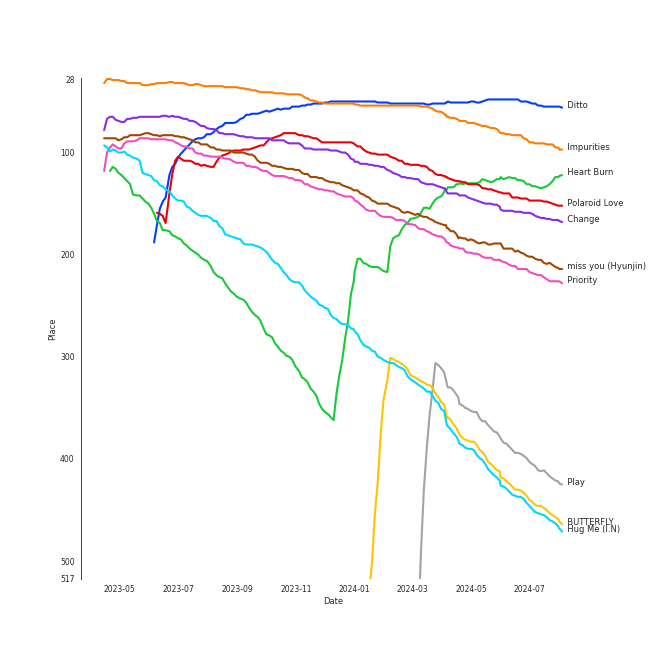 28
100
200
300
400
500
517
Place
2023-05
2023-07
2023-09
2023-11
2024-01
2024-03
2024-05
2024-07
Date
Ditto
Impurities
Heart Burn
Polaroid Love
Change
miss you (Hyunjin)
Priority
Play
BUTTERFLY
Hug Me (I.N)